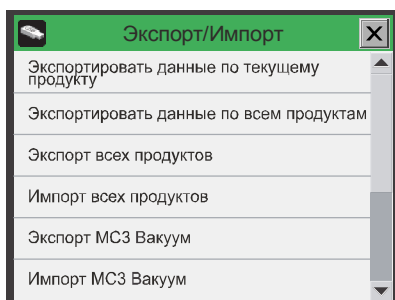 Экспорт/Импорт
Экспортировать данные по текущему
продукту
Экспортировать данные по всем продуктам
Экспорт всех продуктов
Импорт всех продуктов
Экспорт МС3 Вакуум
Импорт МС3 Вакуум